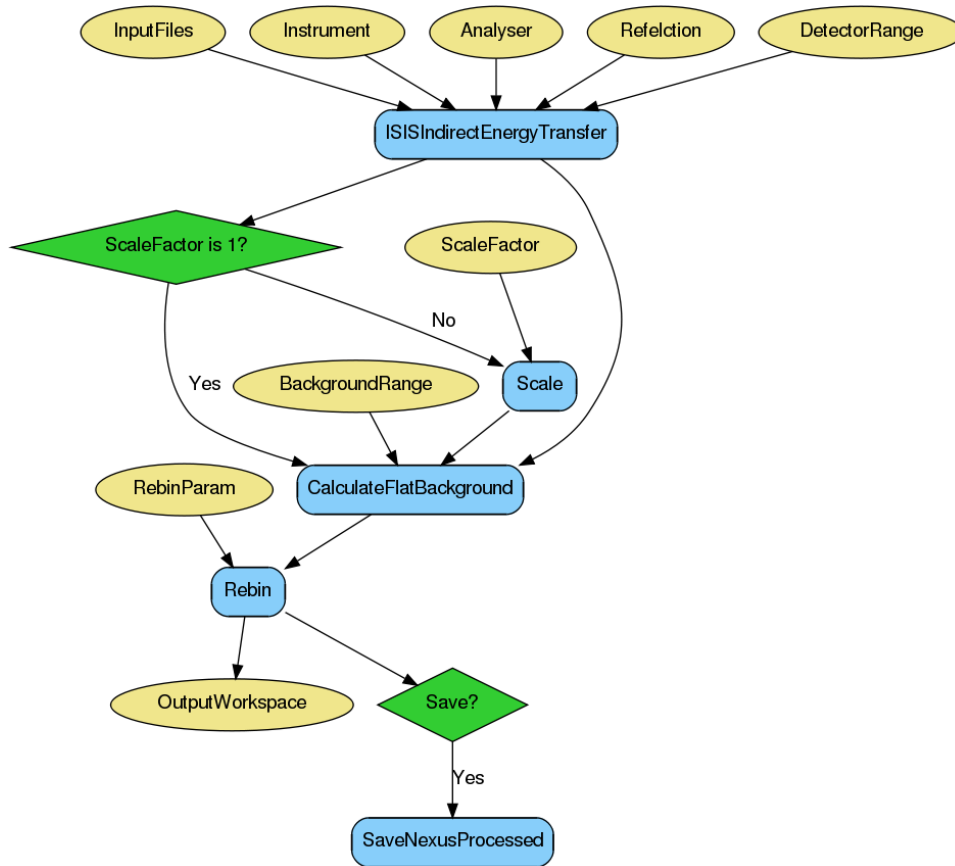 InputFiles
Instrument
Analyser
Refelction
DetectorRange
ISISIndirectEnergyTransfer
ScaleFactor is 1?
ScaleFactor
No
Yes
BackgroundRange
Scale
RebinParam
CalculateFlatBackground
Rebin
OutputWorkspace
Save?
Yes
SaveNexusProcessed